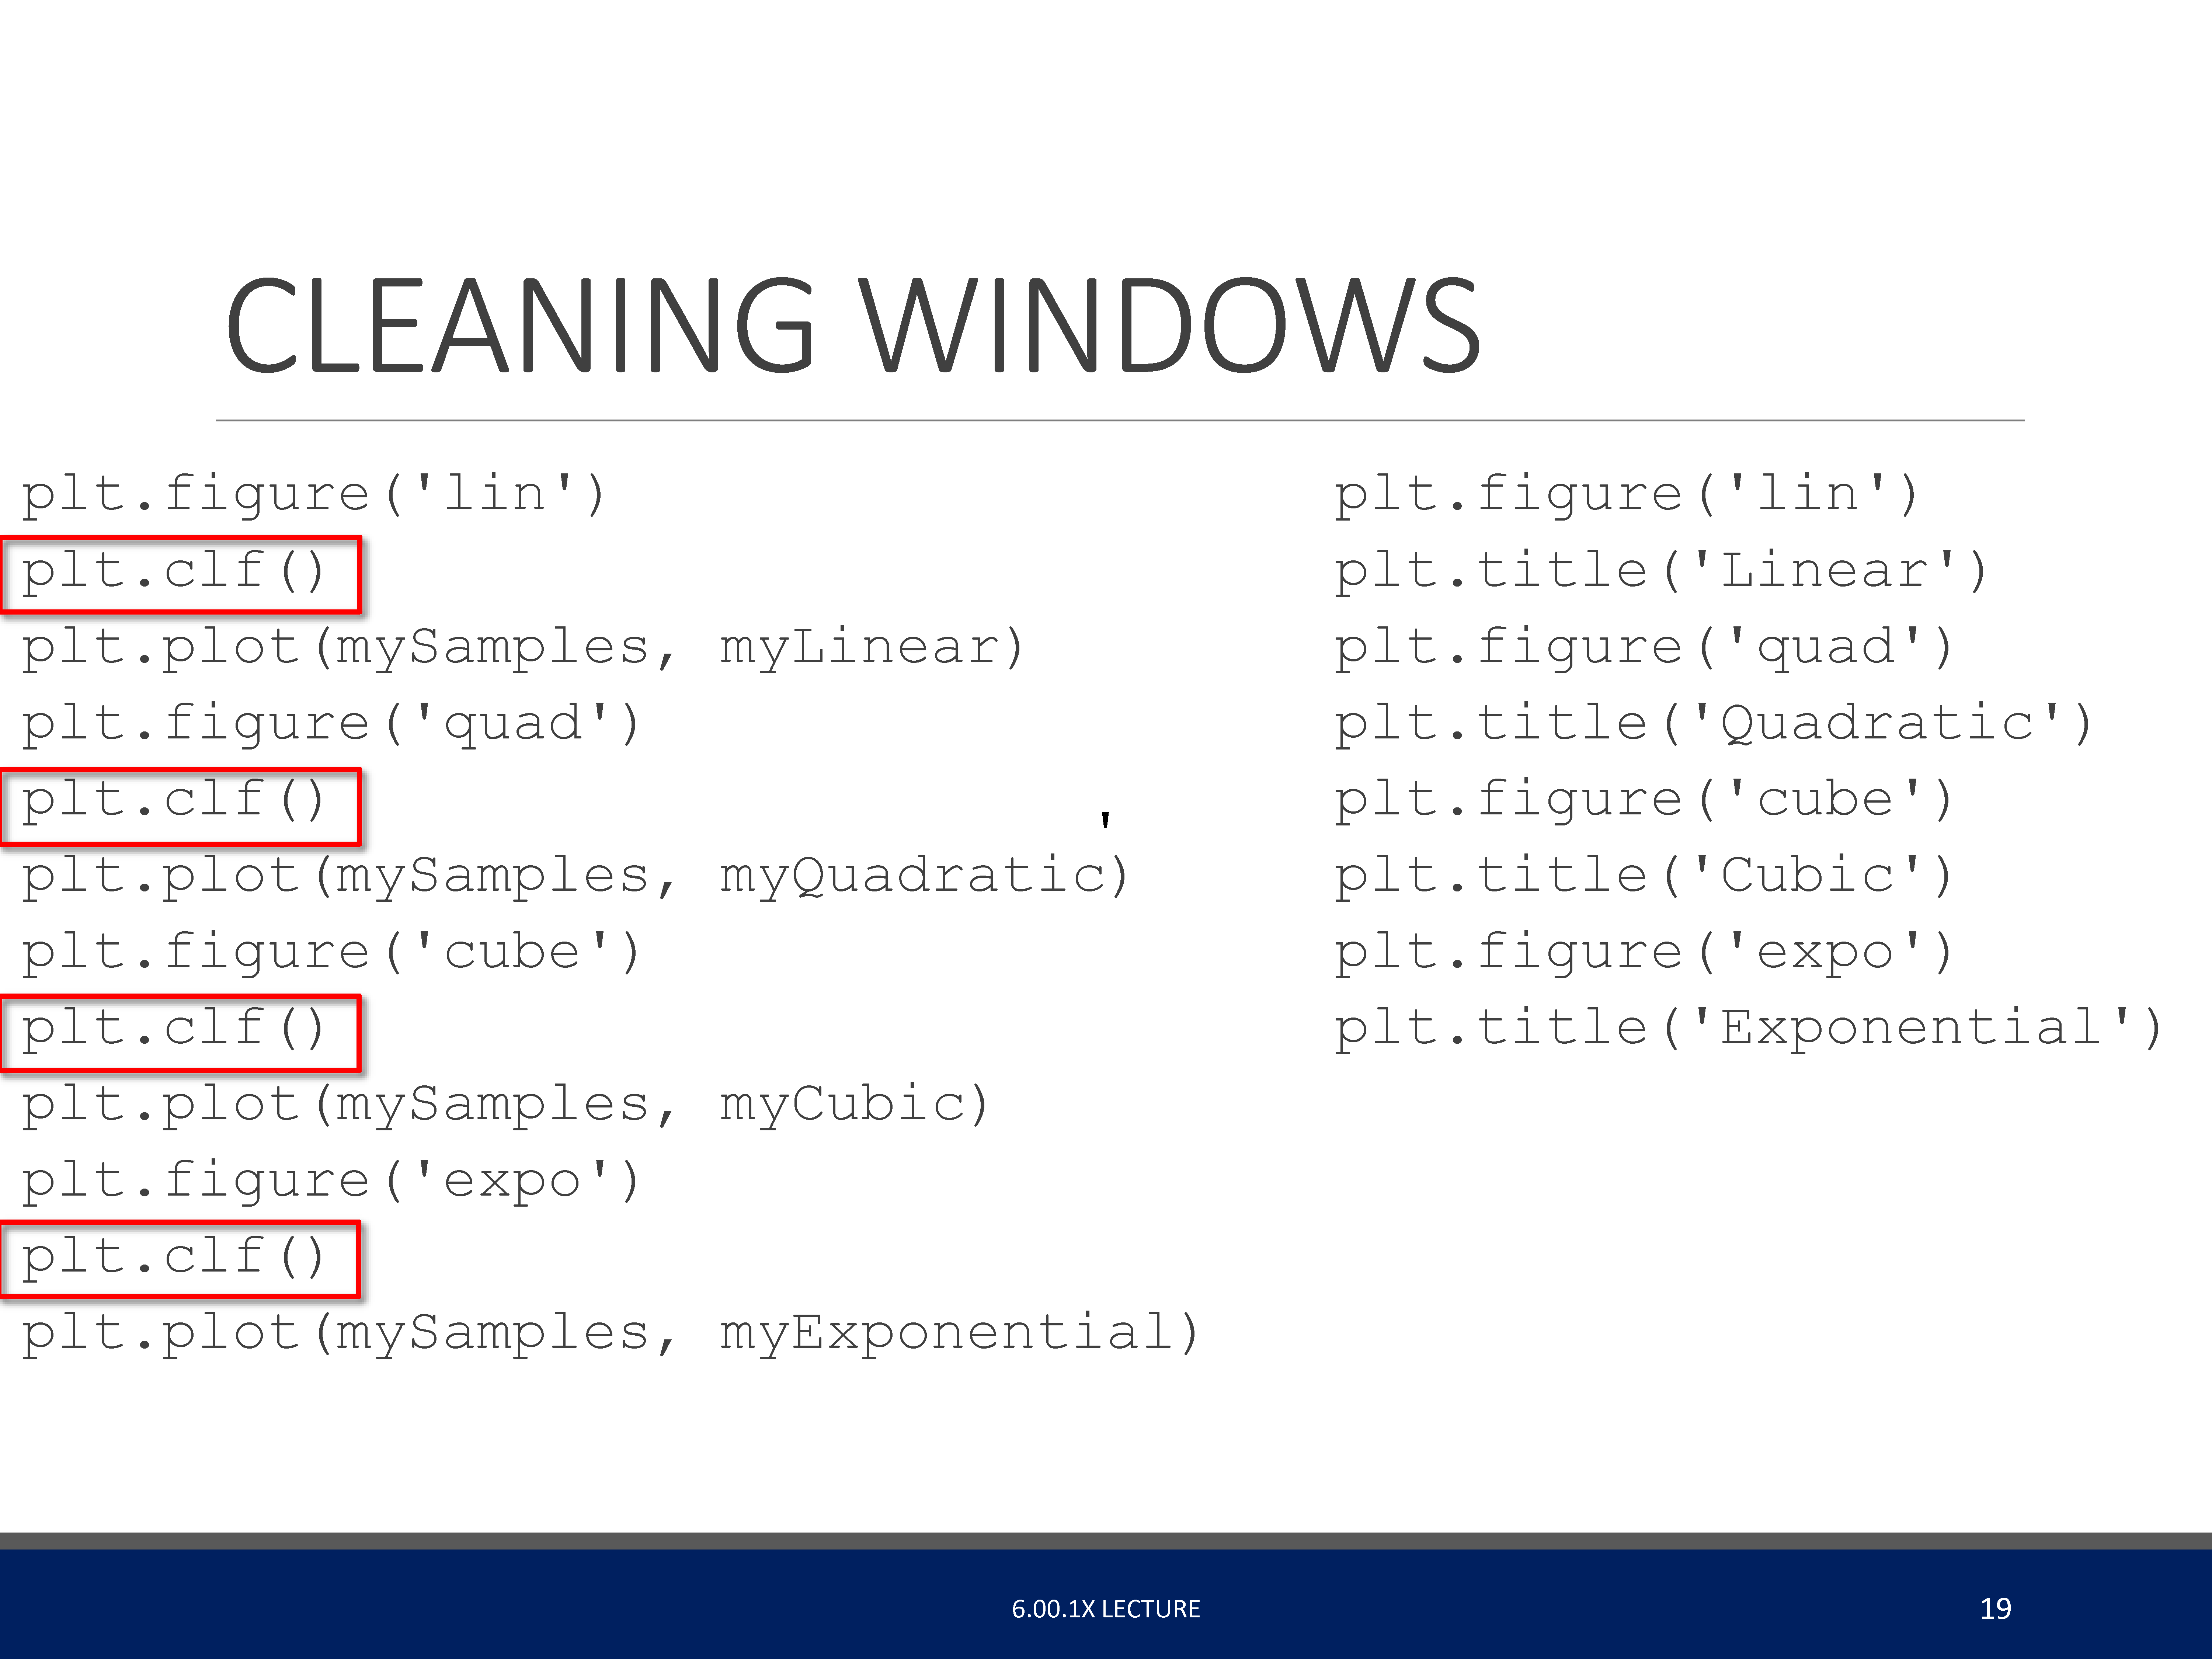 CLEANING WINDOWS
plt.figure('lin')
plt.clf()
plt.plot(mySamples, myLinear)
plt.figure('quad')
plt.clf()
plt.plot(mySamples, myQuadratic)
plt.figure('cube')
plt.clf()
plt.plot(mySamples, myCubic)
plt.figure('expo')
plt.clf()
plt.plot(mySamples, myExponential)
'
plt.figure('lin')
plt.title('Linear')
plt.figure('quad')
plt.title('Quadratic')
plt.figure('cube')
plt.title('Cubic')
plt.figure('expo')
plt.title('Exponential')
6.00.1X LECTURE
19